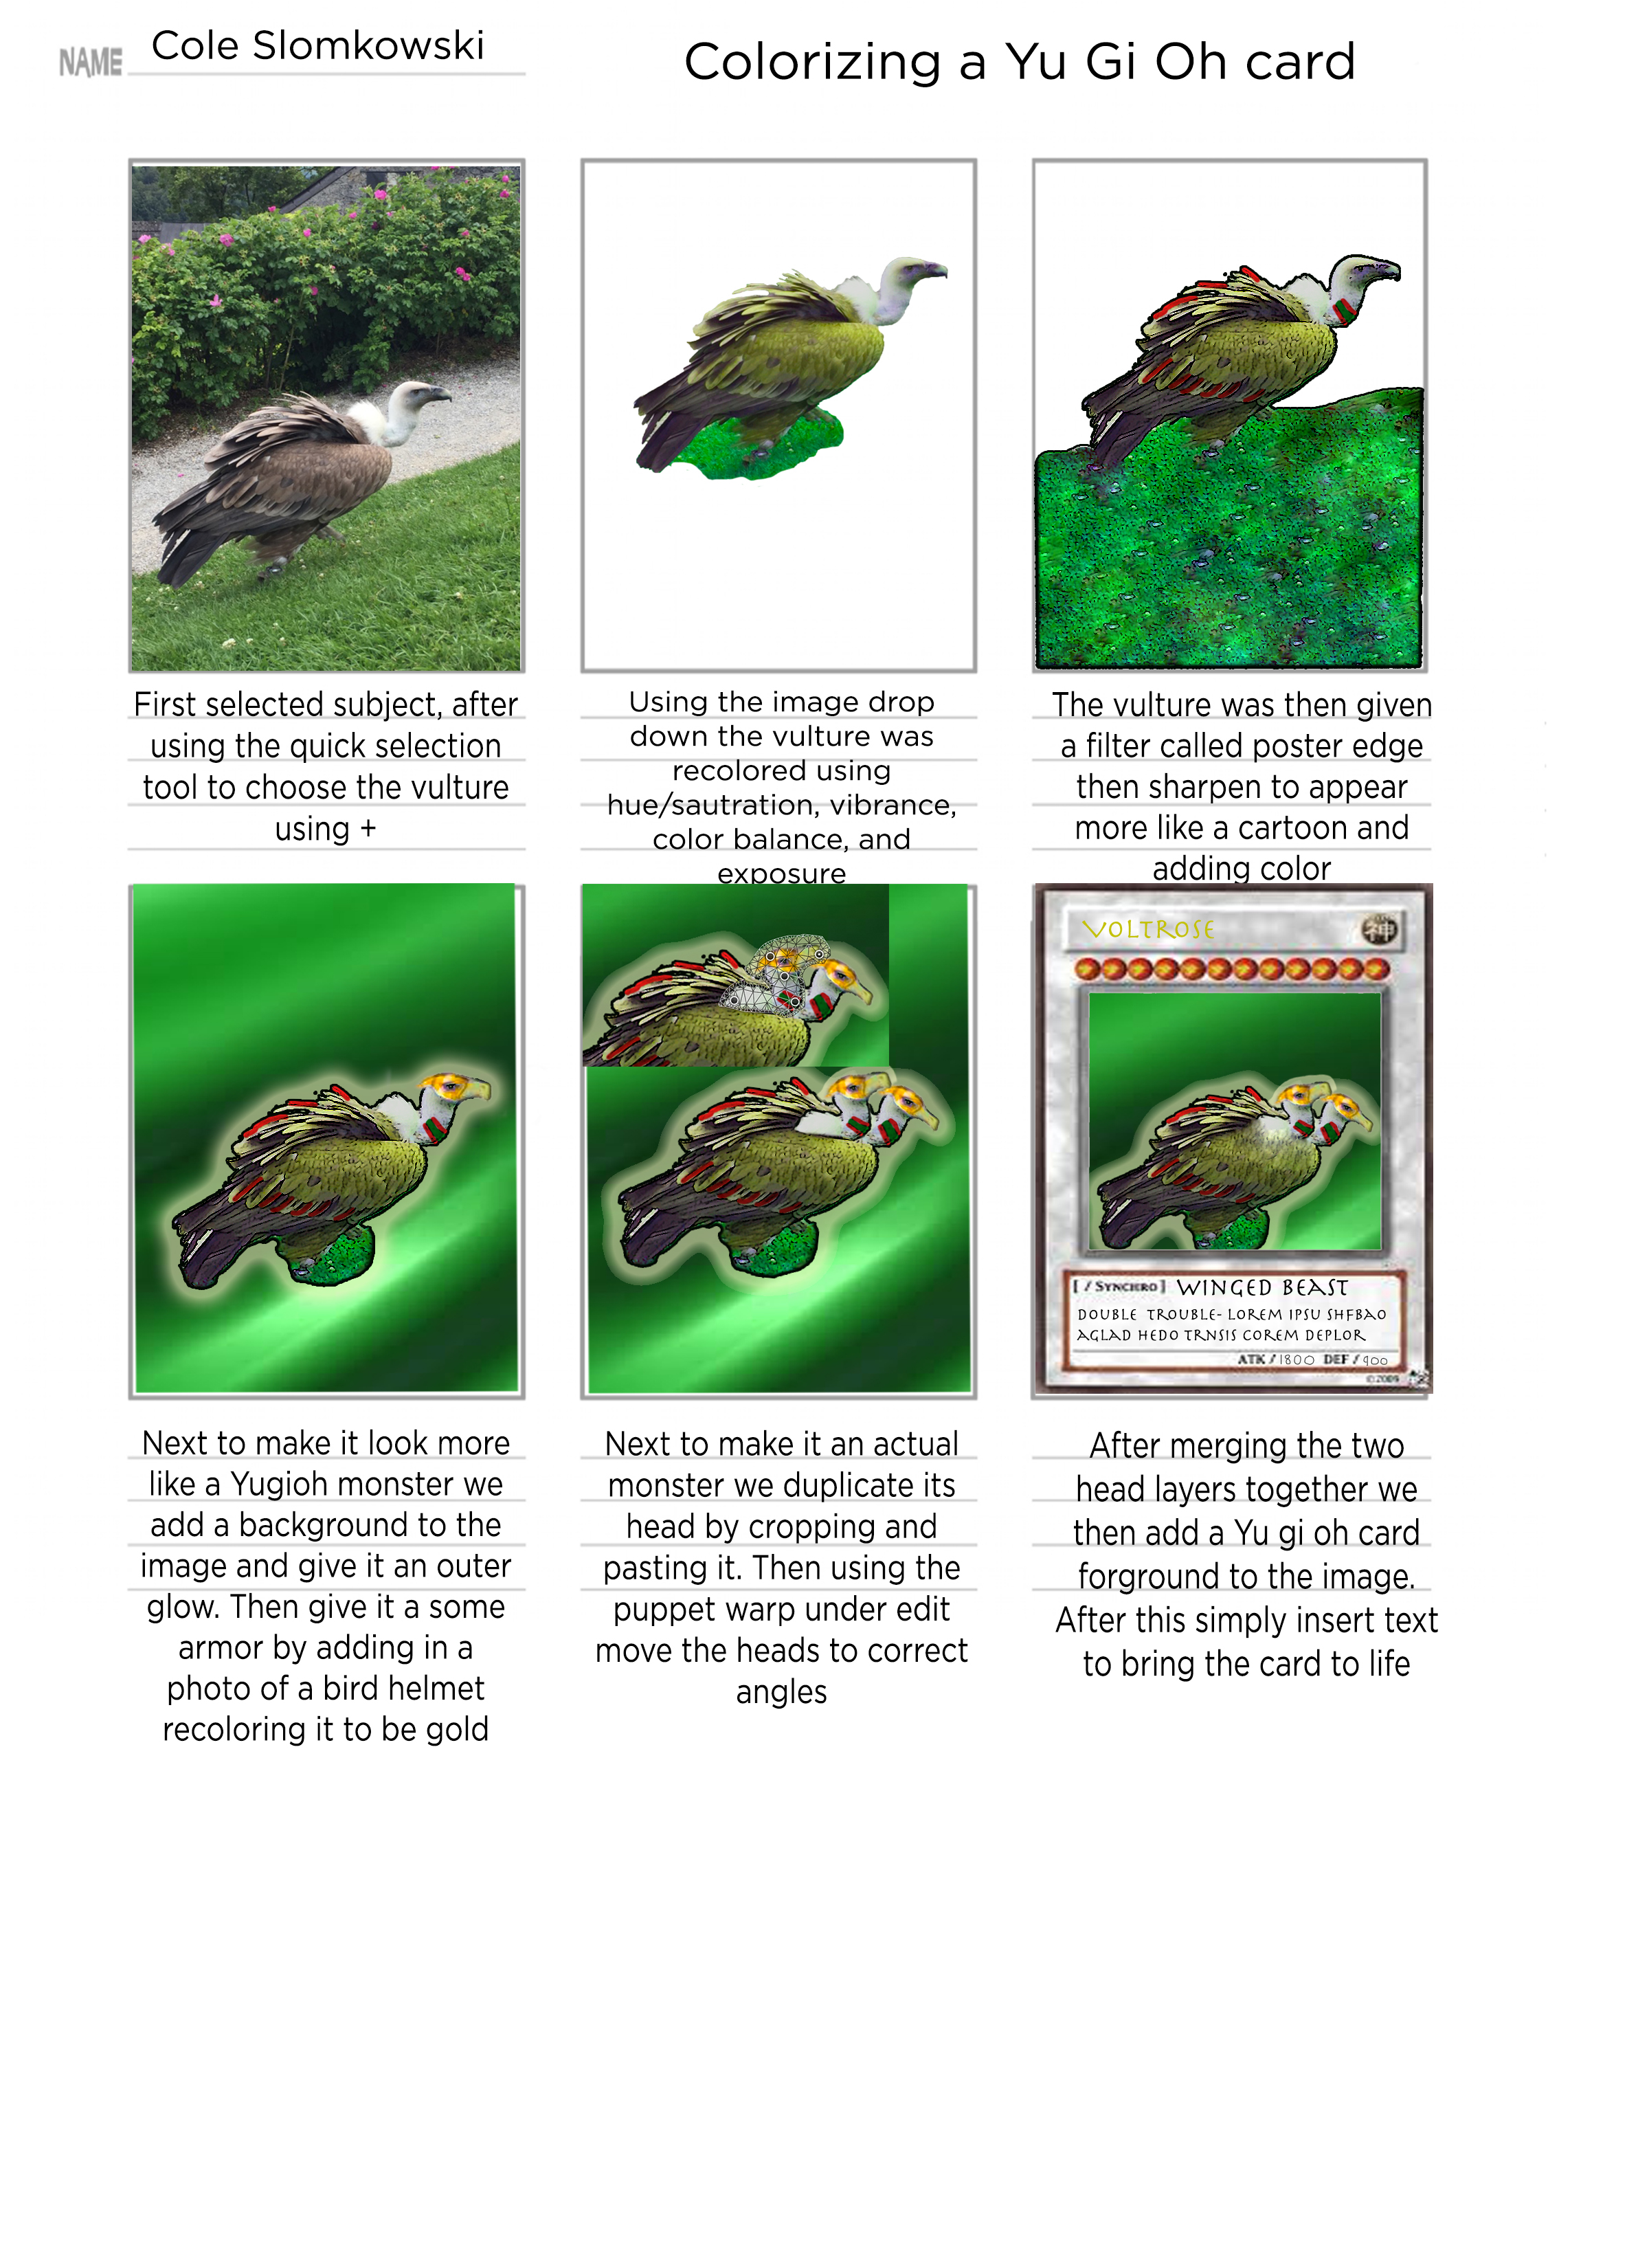 NAME Cole Slomkowski
Colorizing a Yu Gi Oh card
First selected subject, after
using the quick selection
tool to choose the vulture
using +
Using the image drop
down the vulture was
recolored using
hue/sautration, vibrance,
color balance, and
exposure
The vulture was then given
a filter called poster edge
then sharpen to appear
more like a cartoon and
adding color
VOLTROSE
神
[ / SYNCHRO ] WINGED BEAST
DOUBLE TROUBLE- LOREM IPSU SHFBAO
AGLAD HEDO TRNSIS COREM DEPLOR
ATK / 1800 DEF / 900
©2009
Next to make it look more
like a Yugioh monster we
add a background to the
image and give it an outer
glow. Then give it a some
armor by adding in a
photo of a bird helmet
recoloring it to be gold
Next to make it an actual
monster we duplicate its
head by cropping and
pasting it. Then using the
puppet warp under edit
move the heads to correct
angles
After merging the two
head layers together we
then add a Yu gi oh card
forground to the image.
After this simply insert text
to bring the card to life